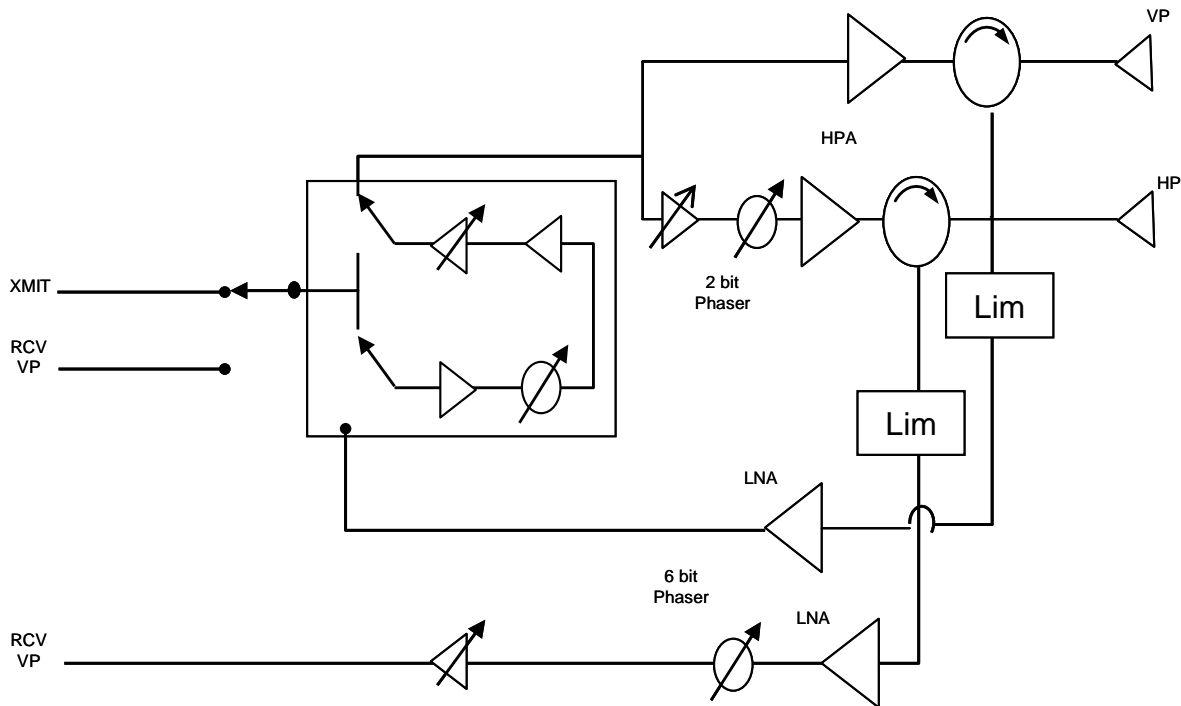 VP
HPA
HP
2 bit
Phaser
XMIT
Lim
RCV
VP
Lim
LNA
6 bit
Phaser
LNA
RCV
VP